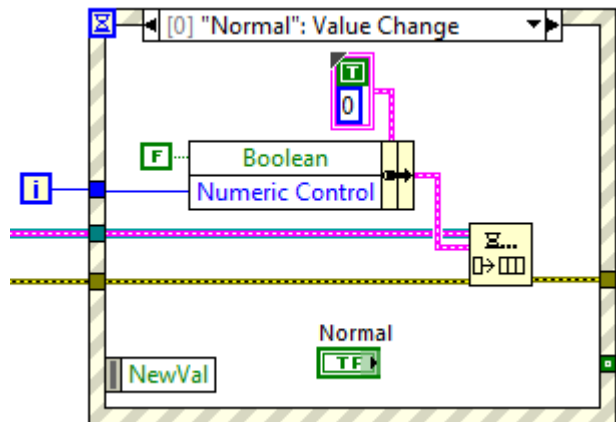 [0] "Normal": Value Change
T
0
F
Boolean
i
Numeric Control
Normal
TF
NewVal